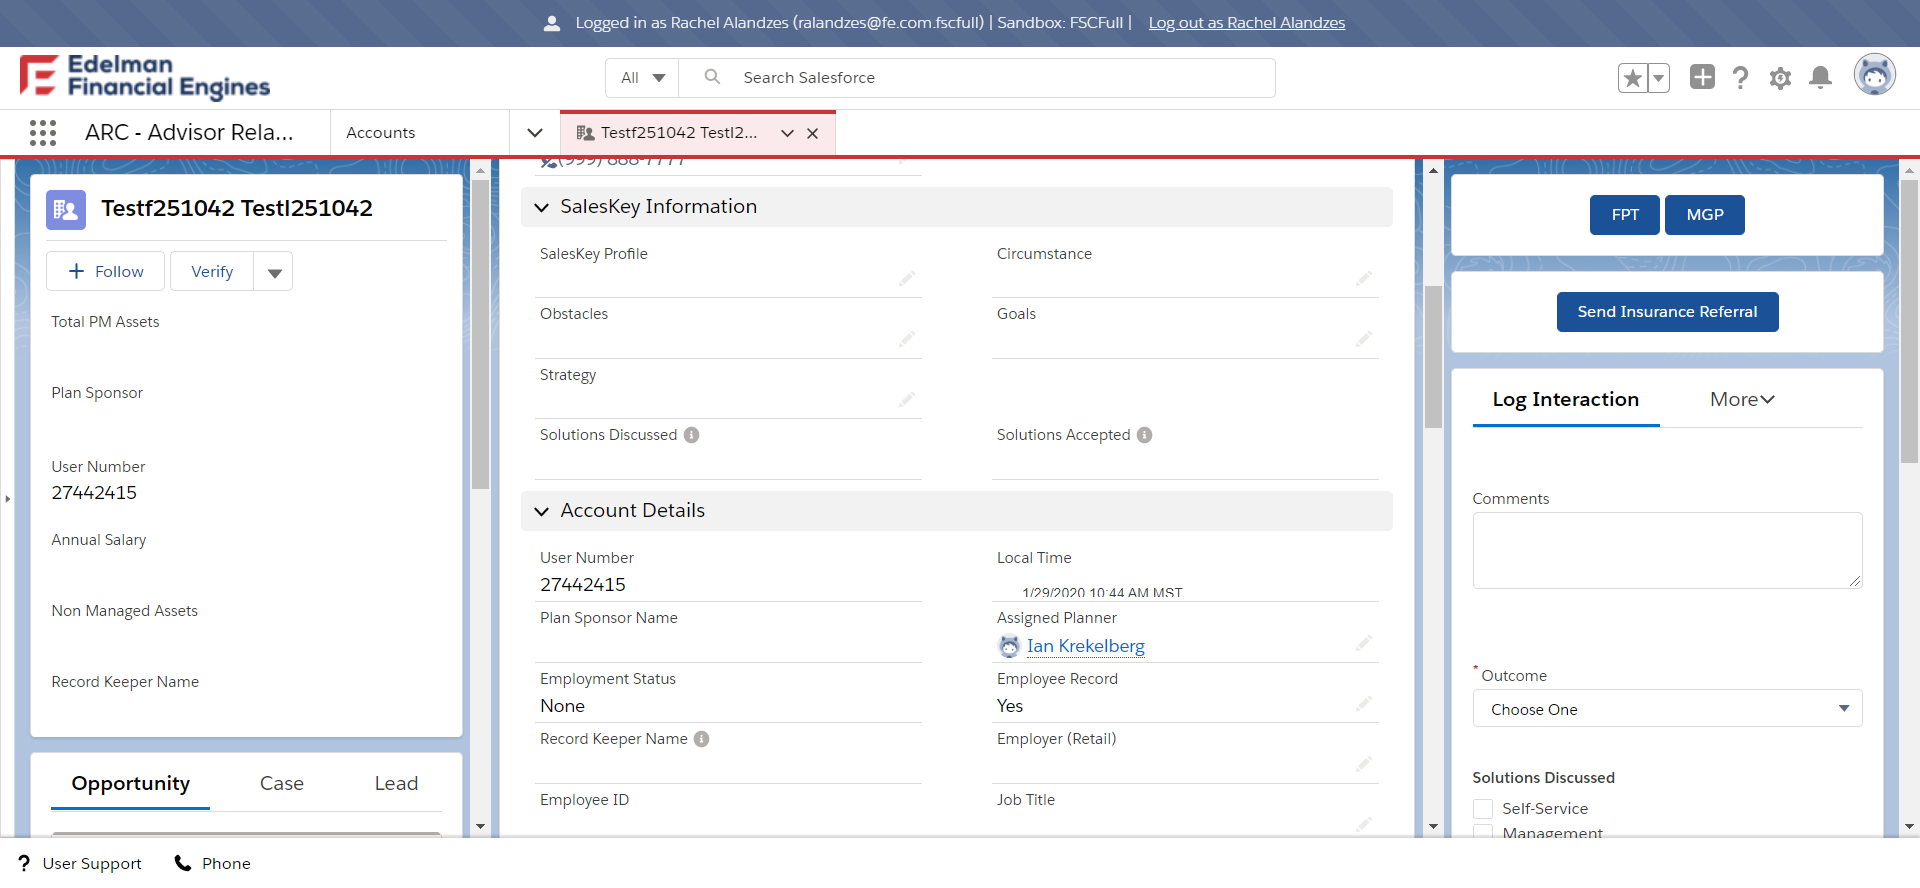 Logged in as Rachel Alandzes (ralandzes@fe.com.fscfull) | Sandbox: FSCFull | Log out as Rachel Alandzes
Edelman
Financial Engines
All
Search Salesforce
ARC - Advisor Rela...
Accounts
Testf251042 Testl2...
Testf251042 Testl251042
Follow
Verify
Total PM Assets
Plan Sponsor
User Number
27442415
Annual Salary
Non Managed Assets
Record Keeper Name
Opportunity
Case
Lead
(999) 888-7777
SalesKey Information
SalesKey Profile
Circumstance
Obstacles
Goals
Strategy
Solutions Discussed
Solutions Accepted
Account Details
User Number
27442415
Local Time
1/29/2020 10:44 AM MST
Plan Sponsor Name
Assigned Planner
Ian Krekelberg
Employment Status
None
Employee Record
Yes
Record Keeper Name
Employer (Retail)
Employee ID
Job Title
FPT
MGP
Send Insurance Referral
Log Interaction
More
Comments
* Outcome
Choose One
Solutions Discussed
Self-Service
Management
? User Support
Phone